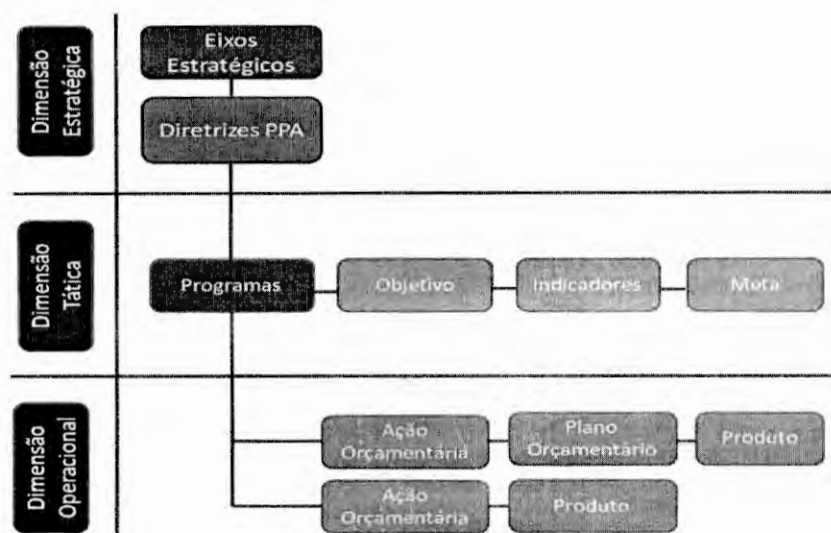 Dimensão
Estratégica
Eixos
Estratégicos
Diretrizes PPA
Dimensão
Tática
Programas
Objetivo
Indicadores
Meta
Dimensão
Operacional
Ação
Orçamentária
Plano
Orçamentário
Produto
Ação
Orçamentária
Produto